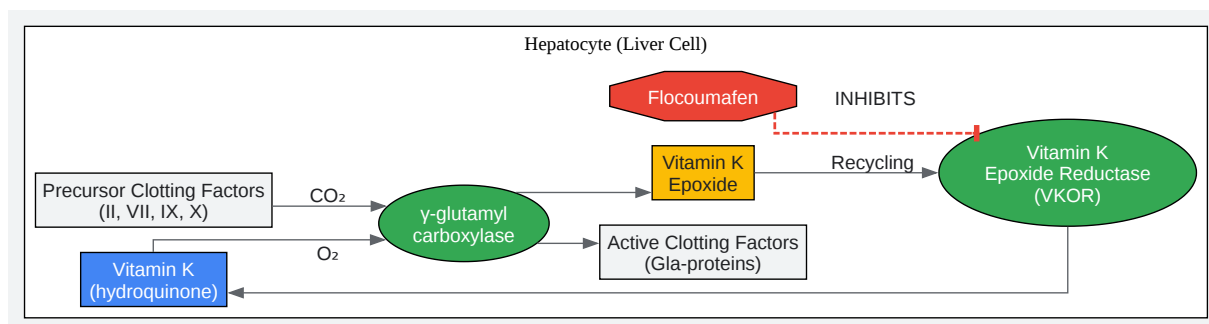 Hepatocyte (Liver Cell)
Flocoumafen
INHIBITS
Vitamin K
Epoxide
Recycling
Vitamin K
Epoxide Reductase
(VKOR)
Precursor Clotting Factors
(II, VII, IX, X)
CO₂
γ-glutamyl
carboxylase
O₂
Active Clotting Factors
(Gla-proteins)
Vitamin K
(hydroquinone)